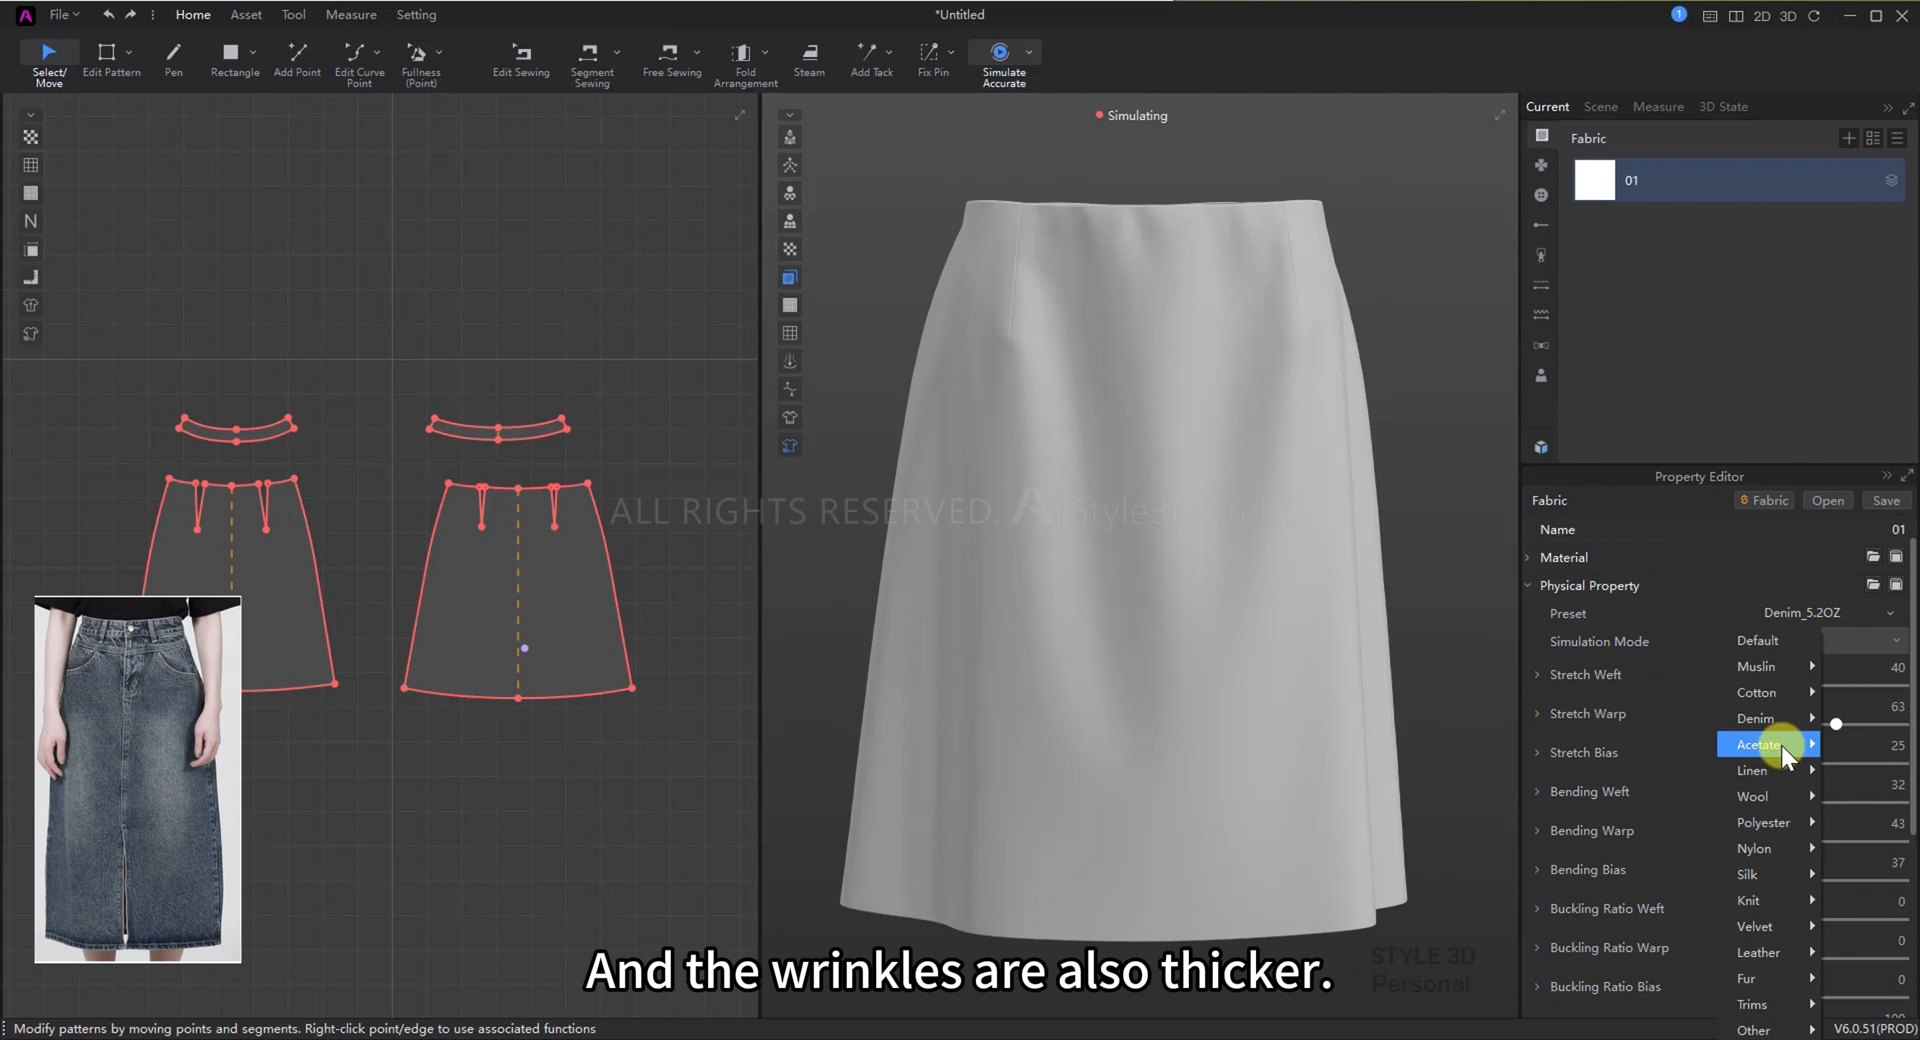 File
Home
Asset
Tool
Measure
Setting
*Untitled
1
2D
3D
Select/
Move
Edit Pattern
Pen
Rectangle
Add Point
Edit Curve
Point
Fullness
(Point)
Edit Sewing
Segment
Sewing
Free Sewing
Fold
Arrangement
Steam
Add Tack
Fix Pin
Simulate
Accurate
Simulating
Current
Scene
Measure
3D State
Fabric
01
Property Editor
Fabric
Fabric
Open
Save
Name
01
Material
Physical Property
Preset
Denim_5.2OZ
Simulation Mode
Stretch Weft
40
Stretch Warp
63
Stretch Bias
25
Bending Weft
32
Bending Warp
43
Bending Bias
37
Buckling Ratio Weft
0
Buckling Ratio Warp
0
Buckling Ratio Bias
0
Default
Muslin
Cotton
Denim
Acetate
Linen
Wool
Polyester
Nylon
Silk
Knit
Velvet
Leather
Fur
Trims
Other
ALL RIGHTS RESERVED.
Style3D Atelier
STYLE 3D
Personal
And the wrinkles are also thicker.
Modify patterns by moving points and segments. Right-click point/edge to use associated functions
V6.0.51(PROD)